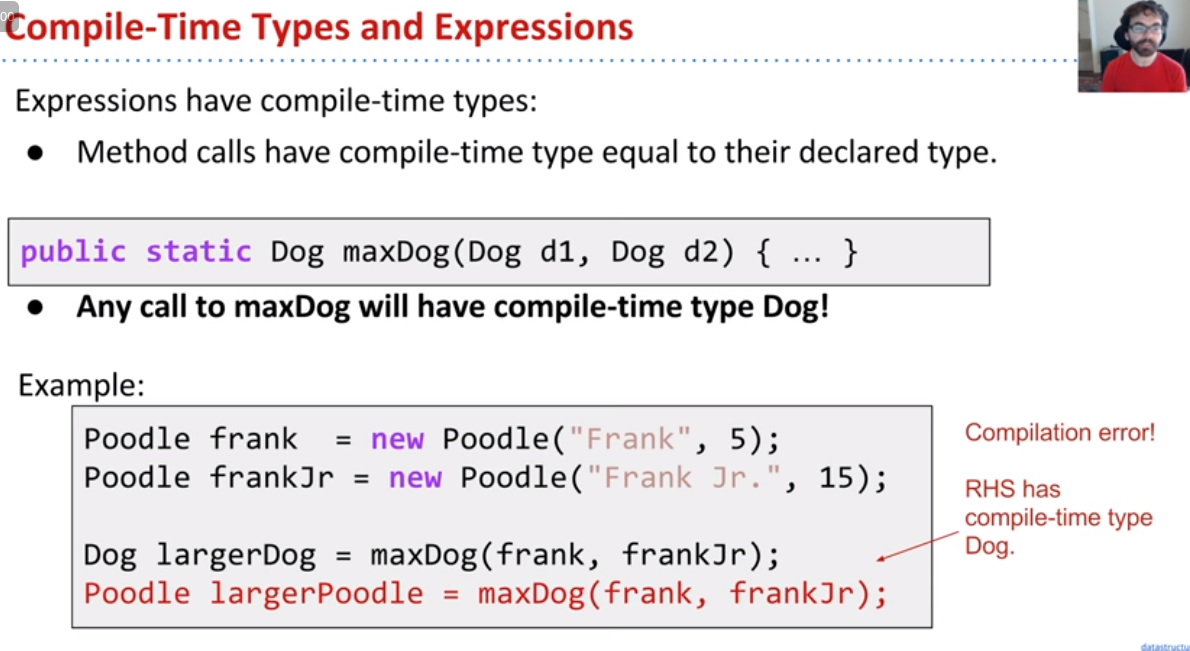 00
Compile-Time Types and Expressions
Expressions have compile-time types:
● Method calls have compile-time type equal to their declared type.
public static Dog maxDog(Dog d1, Dog d2) { … }
● Any call to maxDog will have compile-time type Dog!
Example:
Poodle frank  = new Poodle("Frank", 5);
Poodle frankJr = new Poodle("Frank Jr.", 15);
Dog largerDog = maxDog(frank, frankJr);
Poodle largerPoodle = maxDog(frank, frankJr);
Compilation error!
RHS has
compile-time type
Dog.
datastructu